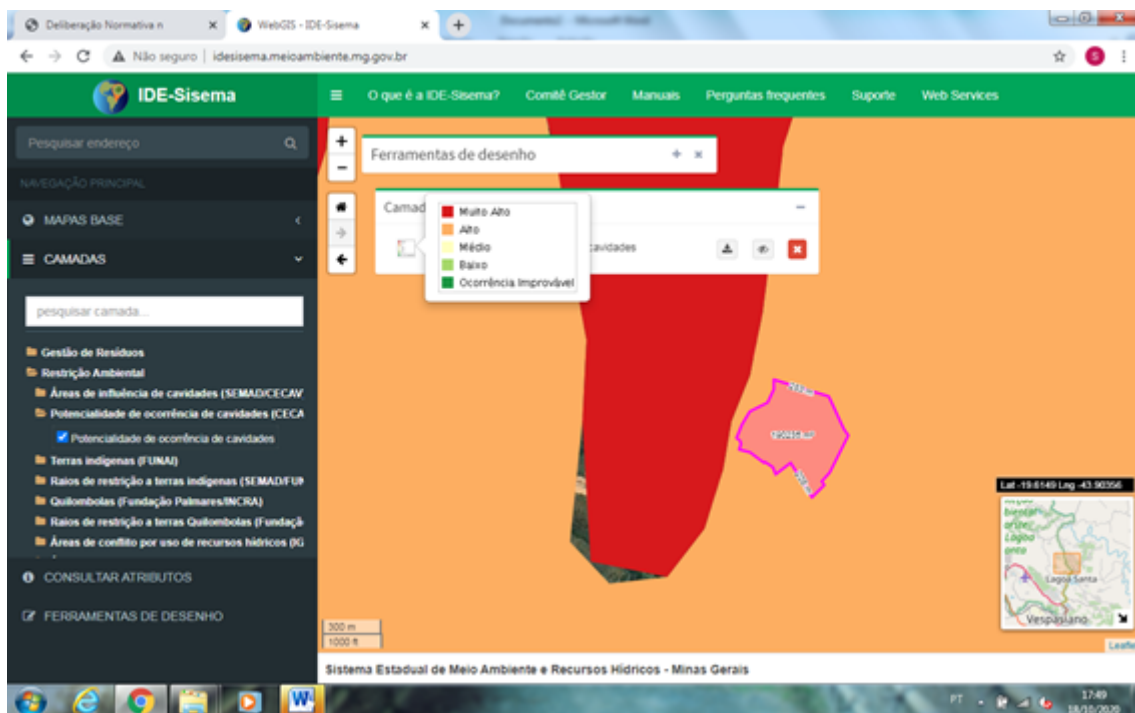 Deliberação Normativa n
WebGIS - IDE-Sisema
Não seguro | idesisema.meioambiente.mg.gov.br
S
IDE-Sisema
O que é a IDE-Sisema?
Comitê Gestor
Manuais
Perguntas frequentes
Suporte
Web Services
Pesquisar endereço
NAVEGAÇÃO PRINCIPAL
MAPAS BASE
CAMADAS
pesquisar camada...
Gestão de Resíduos
Restrição Ambiental
Áreas de influência de cavidades (SEMAD/CECAV
Potencialidade de ocorrência de cavidades (CECA
Potencialidade de ocorrência de cavidades
Terras indígenas (FUNAI)
Raios de restrição a terras indígenas (SEMAD/FUN
Quilombolas (Fundação Palmares/INCRA)
Raios de restrição a terras Quilombolas (Fundaçã
Áreas de conflito por uso de recursos hídricos (IG
CONSULTAR ATRIBUTOS
FERRAMENTAS DE DESENHO
Ferramentas de desenho
Camad
cavidades
Muito Alto
Alto
Médio
Baixo
Ocorrência Improvável
Lat -19.6149 Lng -43.90356
Lagoa Santa
Vespasiano
300 m
1000 ft
Leafle
Sistema Estadual de Meio Ambiente e Recursos Hídricos - Minas Gerais
PT
17:49
18/10/2020